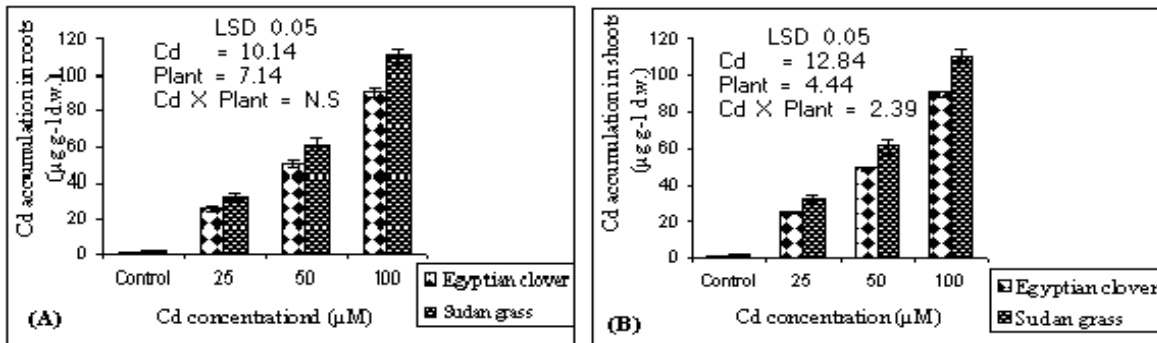 Cd accumulation in roots
(µg g-1d.w.)
LSD 0.05
Cd = 10.14
Plant = 7.14
Cd X Plant = N.S
120
100
80
60
40
20
0
Control 25 50 100
Cd concentrationd (µM)
Egyptian clover
Sudan grass
(A)
Cd accumulation in shoots
(µg g-1 d.w.)
LSD 0.05
Cd = 12.84
Plant = 4.44
Cd X Plant = 2.39
120
100
80
60
40
20
0
Control 25 50 100
Cd concentration (µM)
Egyptian clover
Sudan grass
(B)